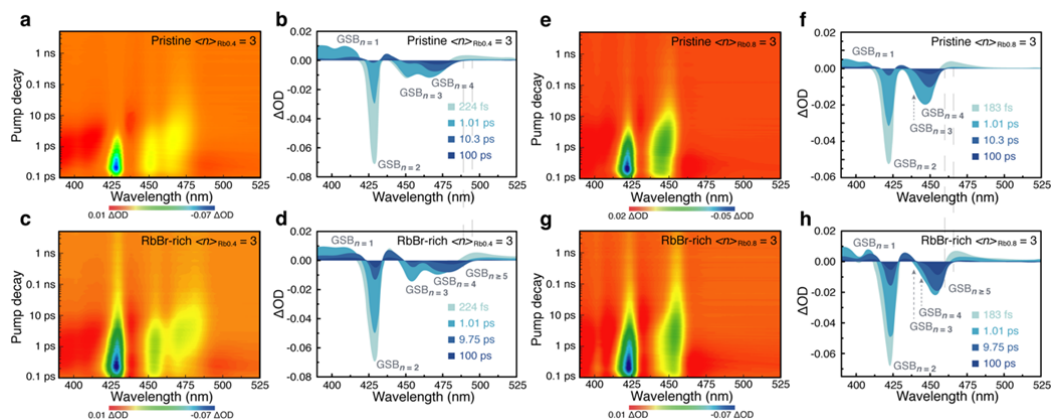 a
Pristine <n>Rb0.4 = 3
Pump decay
1 ns
0.1 ns
10 ps
1 ps
0.1 ps
400 425 450 475 500 525
Wavelength (nm)
0.01 ΔOD -0.07 ΔOD
b
Pristine <n>Rb0.4 = 3
ΔOD
0.02
0.00
-0.02
-0.04
-0.06
-0.08
GSBn = 1
GSBn = 4
GSBn = 3
GSBn = 2
224 fs
1.01 ps
10.3 ps
100 ps
400 425 450 475 500 525
Wavelength (nm)
e
Pristine <n>Rb0.8 = 3
Pump decay
1 ns
0.1 ns
10 ps
1 ps
0.1 ps
400 425 450 475 500 525
Wavelength (nm)
0.02 ΔOD -0.05 ΔOD
f
Pristine <n>Rb0.8 = 3
ΔOD
0.02
0.00
-0.02
-0.04
-0.06
GSBn = 1
GSBn = 4
GSBn = 3
GSBn = 2
183 fs
1.01 ps
10.3 ps
100 ps
400 425 450 475 500 525
Wavelength (nm)
c
RbBr-rich <n>Rb0.4 = 3
Pump decay
1 ns
0.1 ns
10 ps
1 ps
0.1 ps
400 425 450 475 500 525
Wavelength (nm)
0.01 ΔOD -0.07 ΔOD
d
RbBr-rich <n>Rb0.4 = 3
ΔOD
0.02
0.00
-0.02
-0.04
-0.06
-0.08
GSBn = 1
GSBn ≥ 5
GSBn = 4
GSBn = 3
GSBn = 2
224 fs
1.01 ps
9.75 ps
100 ps
400 425 450 475 500 525
Wavelength (nm)
g
RbBr-rich <n>Rb0.8 = 3
Pump decay
1 ns
0.1 ns
10 ps
1 ps
0.1 ps
400 425 450 475 500 525
Wavelength (nm)
0.01 ΔOD -0.07 ΔOD
h
RbBr-rich <n>Rb0.8 = 3
ΔOD
0.02
0.00
-0.02
-0.04
-0.06
GSBn = 1
GSBn ≥ 5
GSBn = 4
GSBn = 3
GSBn = 2
183 fs
1.01 ps
9.75 ps
100 ps
400 425 450 475 500 525
Wavelength (nm)